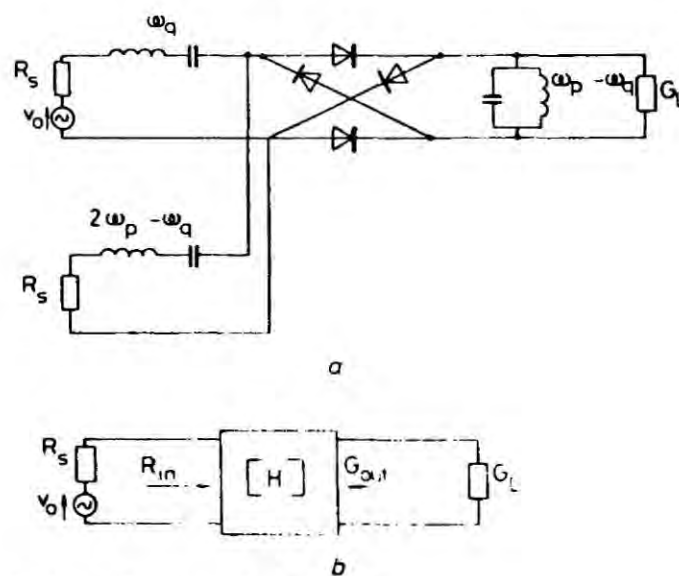 ω_q
R_s
v_o
ω_p − ω_q
G_L
2ω_p − ω_q
R_s
a
R_s
R_in
[H]
G_out
G_L
v_o
b